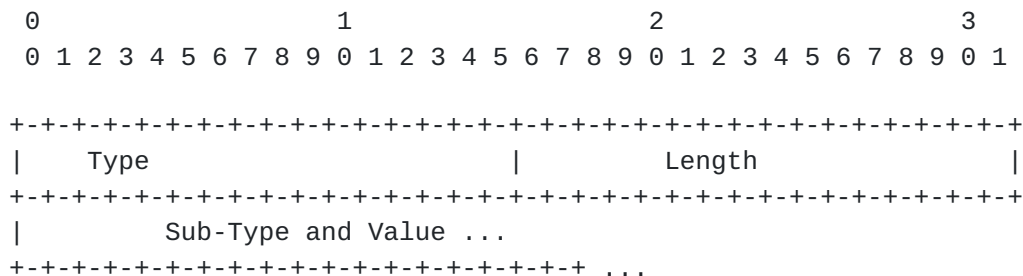 0                   1                   2                   3
 0 1 2 3 4 5 6 7 8 9 0 1 2 3 4 5 6 7 8 9 0 1 2 3 4 5 6 7 8 9 0 1

+-+-+-+-+-+-+-+-+-+-+-+-+-+-+-+-+-+-+-+-+-+-+-+-+-+-+-+-+-+-+-+-+
|    Type                       |         Length                |
+-+-+-+-+-+-+-+-+-+-+-+-+-+-+-+-+-+-+-+-+-+-+-+-+-+-+-+-+-+-+-+-+
|         Sub-Type and Value ...
+-+-+-+-+-+-+-+-+-+-+-+-+-+-+-+-+-+-+ ...